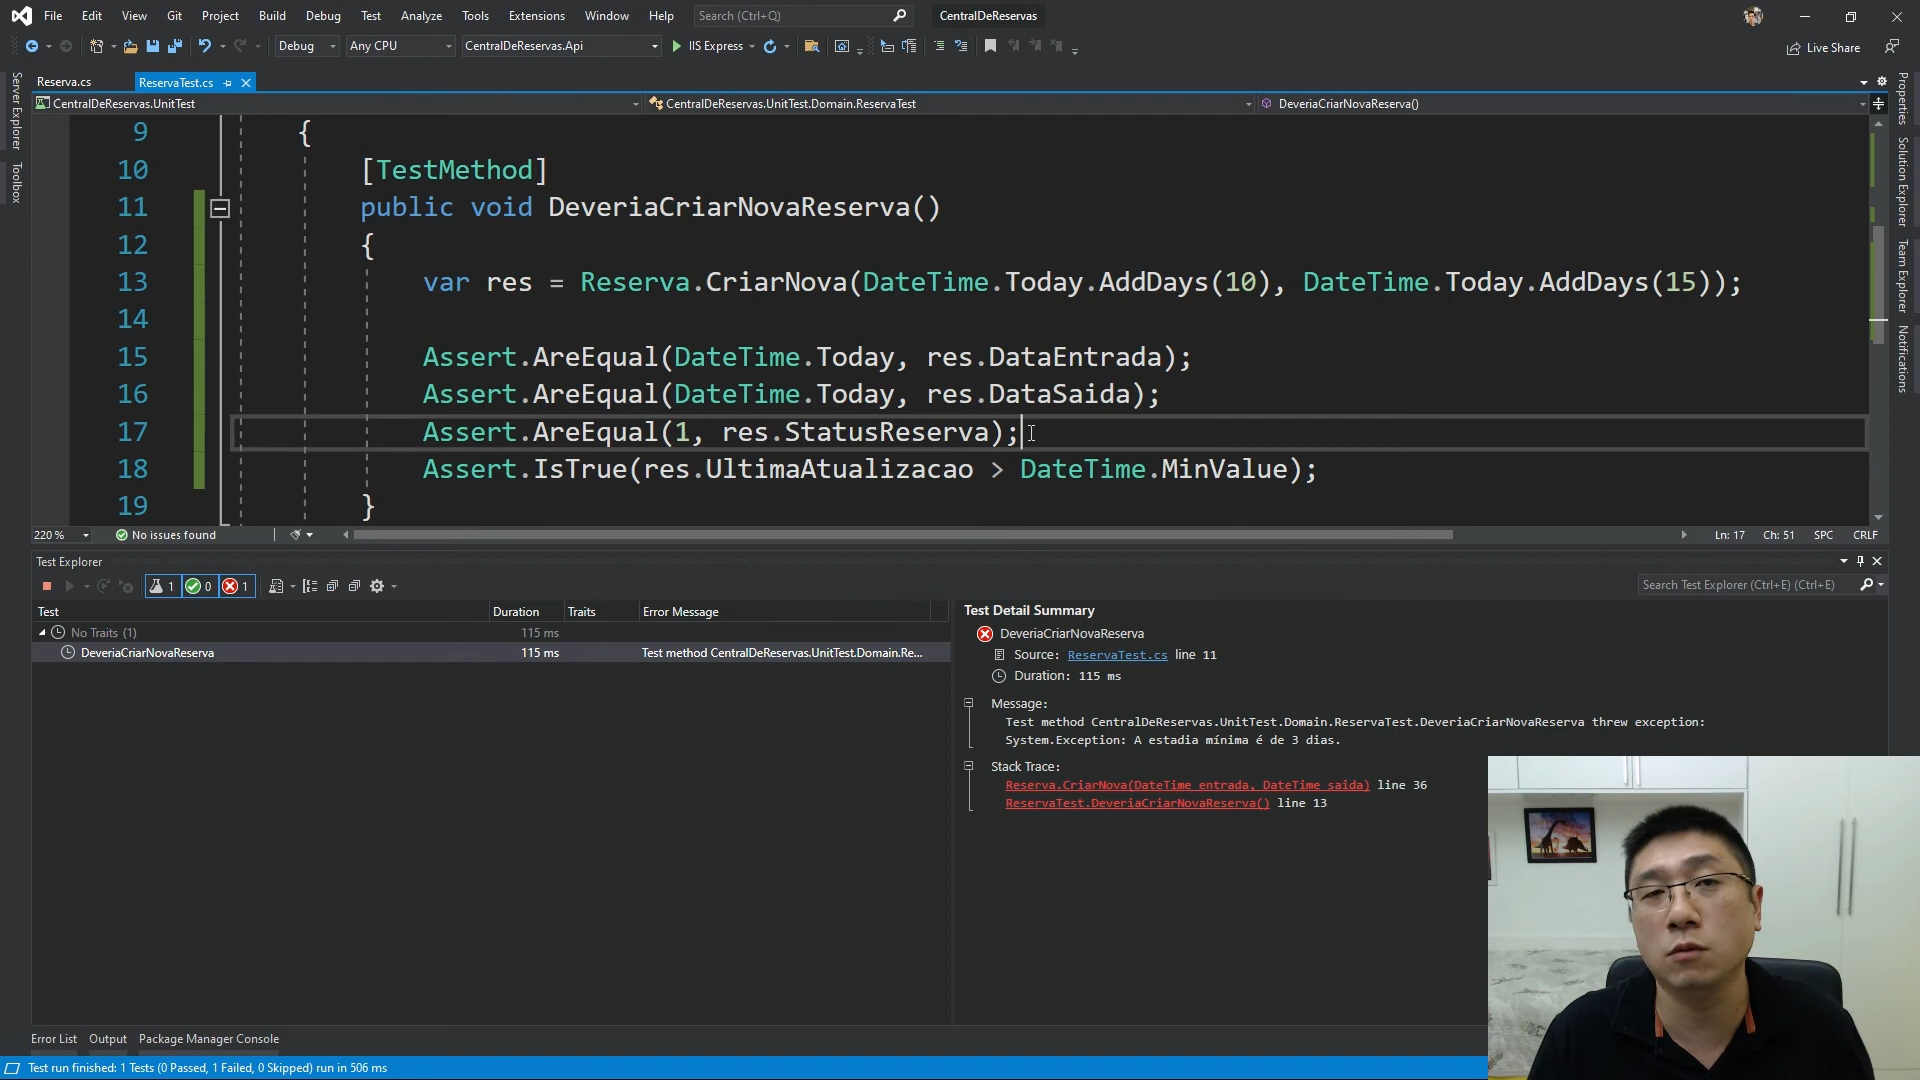 File Edit View Git Project Build Debug Test Analyze Tools Extensions Window Help Search (Ctrl+Q) CentralDeReservas
Debug Any CPU CentralDeReservas.Api IIS Express Live Share
Reserva.cs ReservaTest.cs
CentralDeReservas.UnitTest CentralDeReservas.UnitTest.Domain.ReservaTest DeveriaCriarNovaReserva()
Server Explorer
Toolbox
Properties
Solution Explorer
Team Explorer
Notifications
9 {
10 [TestMethod]
11 public void DeveriaCriarNovaReserva()
12 {
13 var res = Reserva.CriarNova(DateTime.Today.AddDays(10), DateTime.Today.AddDays(15));
14
15 Assert.AreEqual(DateTime.Today, res.DataEntrada);
16 Assert.AreEqual(DateTime.Today, res.DataSaida);
17 Assert.AreEqual(1, res.StatusReserva);
18 Assert.IsTrue(res.UltimaAtualizacao > DateTime.MinValue);
19 }
220 % No issues found Ln: 17 Ch: 51 SPC CRLF
Test Explorer
1 0 1 Search Test Explorer (Ctrl+E) (Ctrl+E)
Test Duration Traits Error Message
No Traits (1) 115 ms
DeveriaCriarNovaReserva 115 ms Test method CentralDeReservas.UnitTest.Domain.Re...
Test Detail Summary
DeveriaCriarNovaReserva
Source: ReservaTest.cs line 11
Duration: 115 ms
Message:
Test method CentralDeReservas.UnitTest.Domain.ReservaTest.DeveriaCriarNovaReserva threw exception:
System.Exception: A estadia mínima é de 3 dias.
Stack Trace:
Reserva.CriarNova(DateTime entrada, DateTime saida) line 36
ReservaTest.DeveriaCriarNovaReserva() line 13
Error List Output Package Manager Console
Test run finished: 1 Tests (0 Passed, 1 Failed, 0 Skipped) run in 506 ms